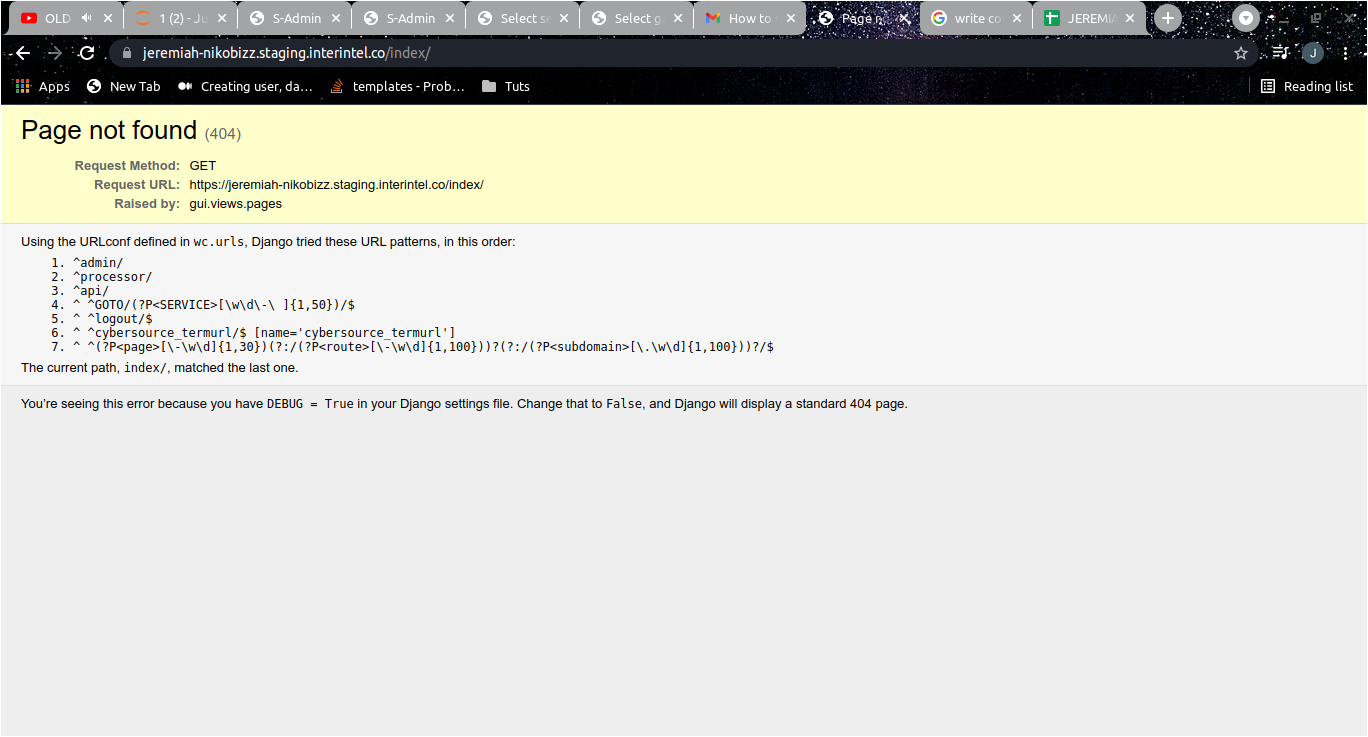 OLD
1 (2) - Ju
S-Admin
S-Admin
Select se
Select g
How to
Page n
write co
JEREMIA
jeremiah-nikobizz.staging.interintel.co/index/
J
Apps
New Tab
Creating user, da...
templates - Prob...
Tuts
Reading list
Page not found (404)
Request Method: GET
Request URL: https://jeremiah-nikobizz.staging.interintel.co/index/
Raised by: gui.views.pages
Using the URLconf defined in wc.urls, Django tried these URL patterns, in this order:
1. ^admin/
2. ^processor/
3. ^api/
4. ^ ^GOTO/(?P<SERVICE>[\w\d\-\ ]{1,50})/$
5. ^ ^logout/$
6. ^ ^cybersource_termurl/$ [name='cybersource_termurl']
7. ^ ^(?P<page>[\-\w\d]{1,30})(?:/(?P<route>[\-\w\d]{1,100}))?(?:/(?P<subdomain>[\.\w\d]{1,100}))?/$
The current path, index/, matched the last one.
You’re seeing this error because you have DEBUG = True in your Django settings file. Change that to False, and Django will display a standard 404 page.